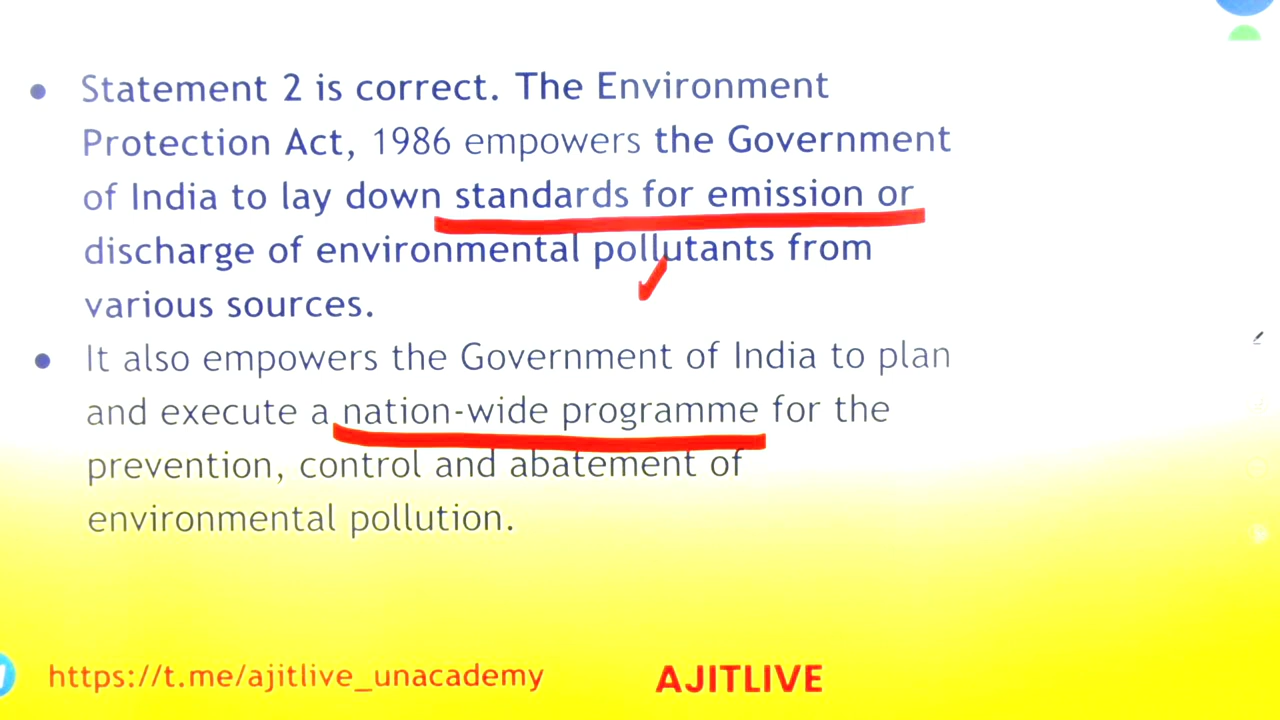 • Statement 2 is correct. The Environment
Protection Act, 1986 empowers the Government
of India to lay down standards for emission or
discharge of environmental pollutants from
various sources.
• It also empowers the Government of India to plan
and execute a nation-wide programme for the
prevention, control and abatement of
environmental pollution.
https://t.me/ajitlive_unacademy
AJITLIVE